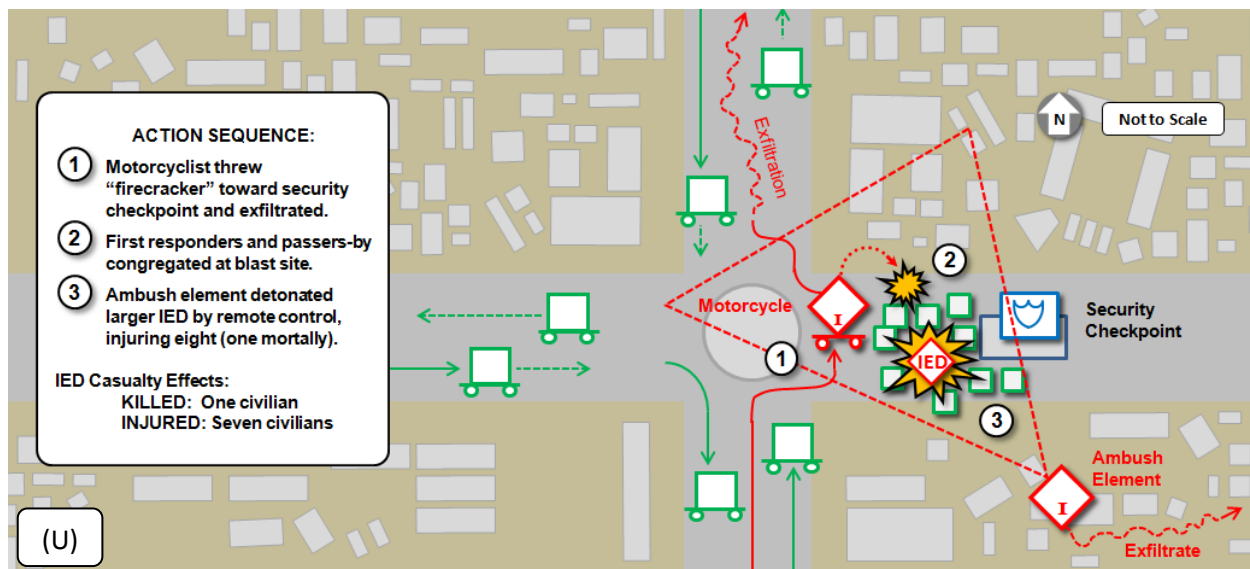 ACTION SEQUENCE:
1
Motorcyclist threw
“firecracker” toward security
checkpoint and exfiltrated.
2
First responders and passers-by
congregated at blast site.
3
Ambush element detonated
larger IED by remote control,
injuring eight (one mortally).
IED Casualty Effects:
KILLED: One civilian
INJURED: Seven civilians
(U)
Exfiltration
N
Not to Scale
2
Motorcycle
I
1
IED
Security
Checkpoint
3
Ambush
Element
I
Exfiltrate